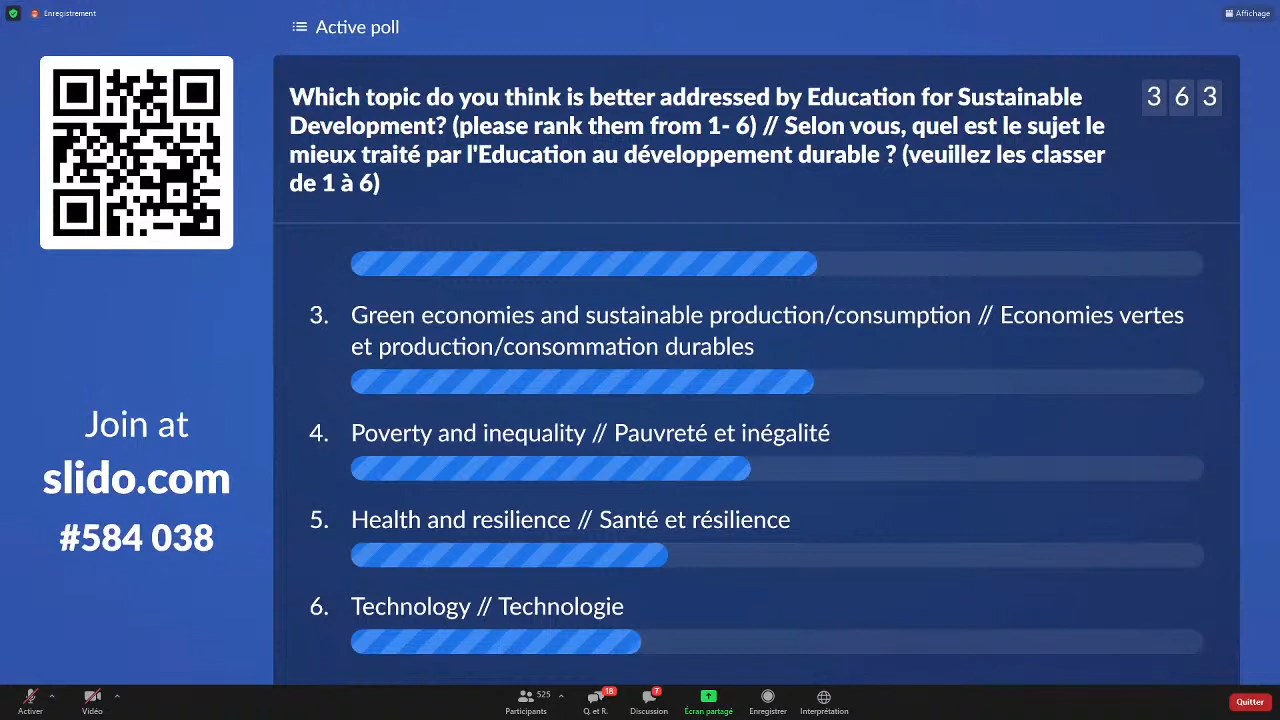 Enregistrement
Affichage
Active poll
Which topic do you think is better addressed by Education for Sustainable
Development? (please rank them from 1- 6) // Selon vous, quel est le sujet le
mieux traité par l'Education au développement durable ? (veuillez les classer
de 1 à 6)
3 6 3
3. Green economies and sustainable production/consumption // Economies vertes
et production/consommation durables
4. Poverty and inequality // Pauvreté et inégalité
5. Health and resilience // Santé et résilience
6. Technology // Technologie
Join at
slido.com
#584 038
Activer
Vidéo
525
Participants
18
Q. et R.
7
Discussion
Écran partagé
Enregistrer
Interprétation
Quitter